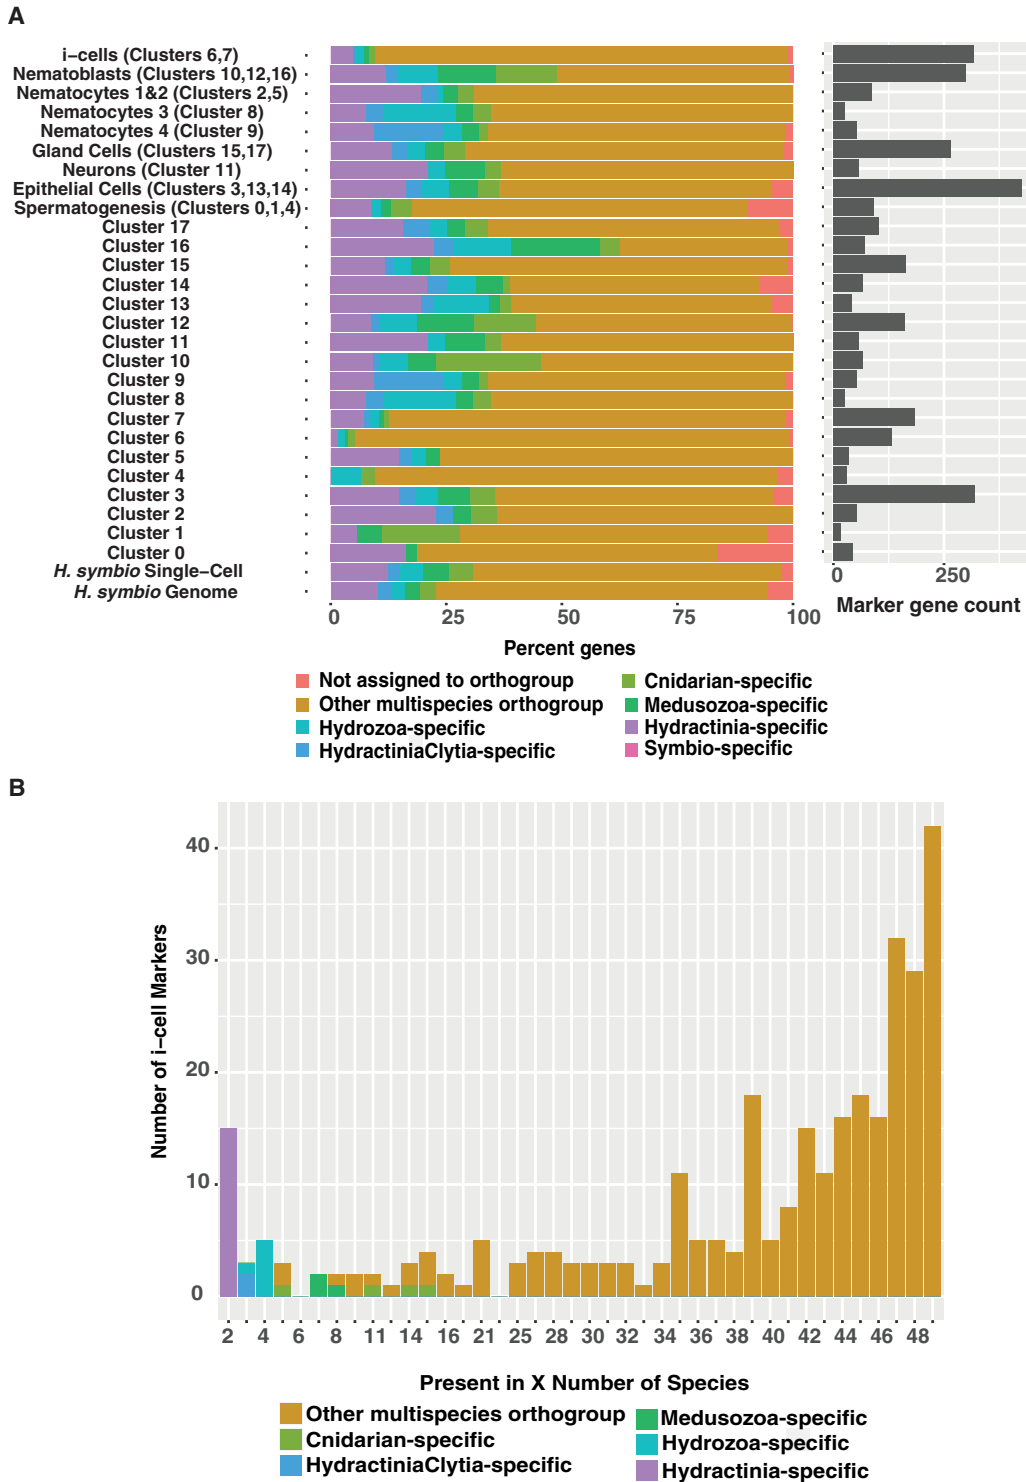 A
i−cells (Clusters 6,7)
Nematoblasts (Clusters 10,12,16)
Nematocytes 1&2 (Clusters 2,5)
Nematocytes 3 (Cluster 8)
Nematocytes 4 (Cluster 9)
Gland Cells (Clusters 15,17)
Neurons (Cluster 11)
Epithelial Cells (Clusters 3,13,14)
Spermatogenesis (Clusters 0,1,4)
Cluster 17
Cluster 16
Cluster 15
Cluster 14
Cluster 13
Cluster 12
Cluster 11
Cluster 10
Cluster 9
Cluster 8
Cluster 7
Cluster 6
Cluster 5
Cluster 4
Cluster 3
Cluster 2
Cluster 1
Cluster 0
H. symbio Single-Cell
H. symbio Genome
0 25 50 75 100
Percent genes
0 250
Marker gene count
Not assigned to orthogroup
Other multispecies orthogroup
Hydrozoa-specific
HydractiniaClytia-specific
Cnidarian-specific
Medusozoa-specific
Hydractinia-specific
Symbio-specific
B
Number of i−cell Markers
40
30
20
10
0
2 4 6 8 11 14 16 21 25 28 30 32 34 36 38 40 42 44 46 48
Present in X Number of Species
Other multispecies orthogroup
Cnidarian-specific
HydractiniaClytia-specific
Medusozoa-specific
Hydrozoa-specific
Hydractinia-specific